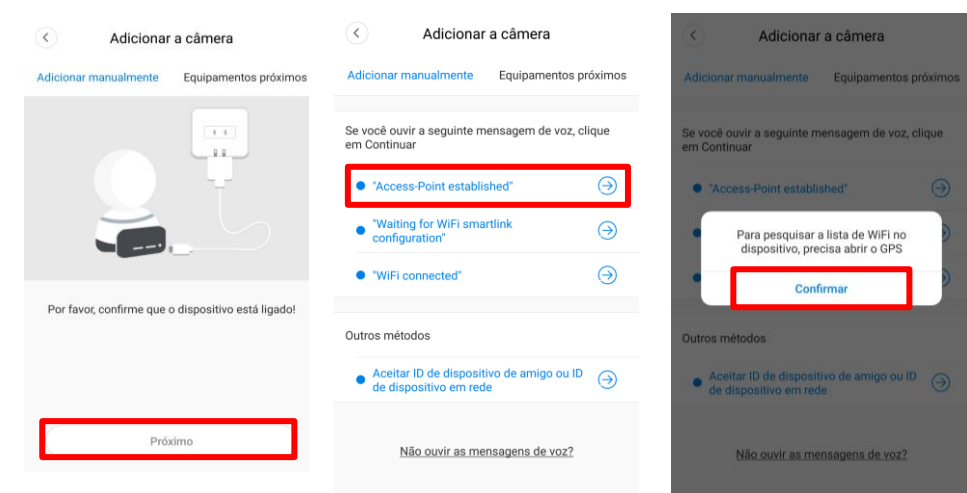 Adicionar a câmera
Adicionar manualmente Equipamentos próximos
Por favor, confirme que o dispositivo está ligado!
Próximo
Adicionar a câmera
Adicionar manualmente Equipamentos próximos
Se você ouvir a seguinte mensagem de voz, clique
em Continuar
"Access-Point established"
"Waiting for WiFi smartlink
configuration"
"WiFi connected"
Outros métodos
Aceitar ID de dispositivo de amigo ou ID
de dispositivo em rede
Não ouvir as mensagens de voz?
Adicionar a câmera
Adicionar manualmente Equipamentos próximos
Se você ouvir a seguinte mensagem de voz, clique
em Continuar
"Access-Point established"
Para pesquisar a lista de WiFi no
dispositivo, precisa abrir o GPS
Confirmar
Outros métodos
Aceitar ID de dispositivo de amigo ou ID
de dispositivo em rede
Não ouvir as mensagens de voz?